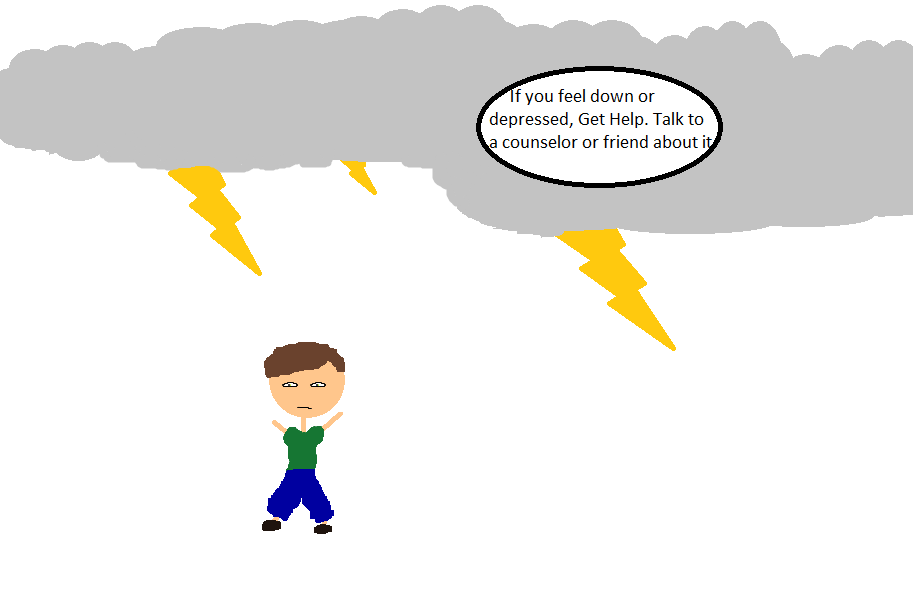 If you feel down or
depressed, Get Help. Talk to
a counselor or friend about it